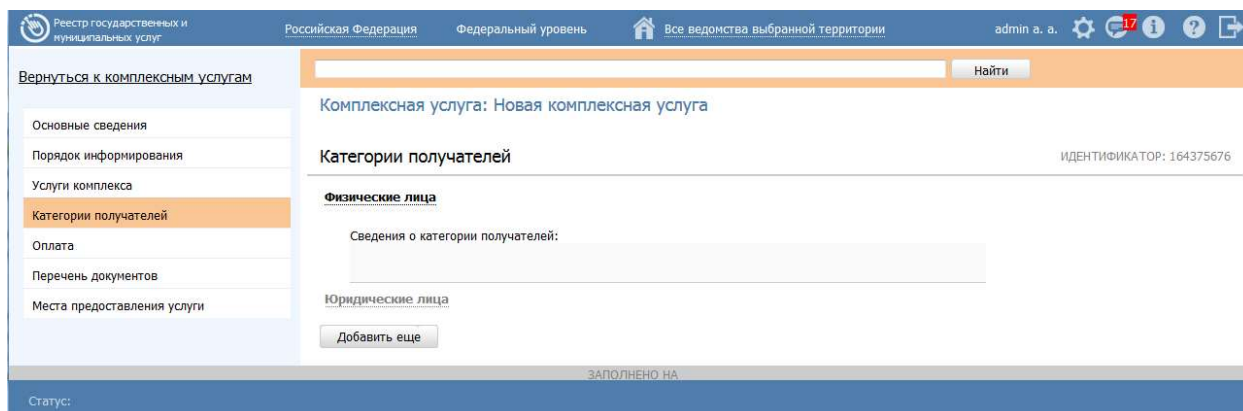 Реестр государственных и
муниципальных услуг
Российская Федерация
Федеральный уровень
Все ведомства выбранной территории
admin a. a.
17
Вернуться к комплексным услугам
Найти
Основные сведения
Порядок информирования
Услуги комплекса
Категории получателей
Оплата
Перечень документов
Места предоставления услуги
Комплексная услуга: Новая комплексная услуга
Категории получателей
ИДЕНТИФИКАТОР: 164375676
Физические лица
Сведения о категории получателей:
Юридические лица
Добавить еще
ЗАПОЛНЕНО НА
Статус: